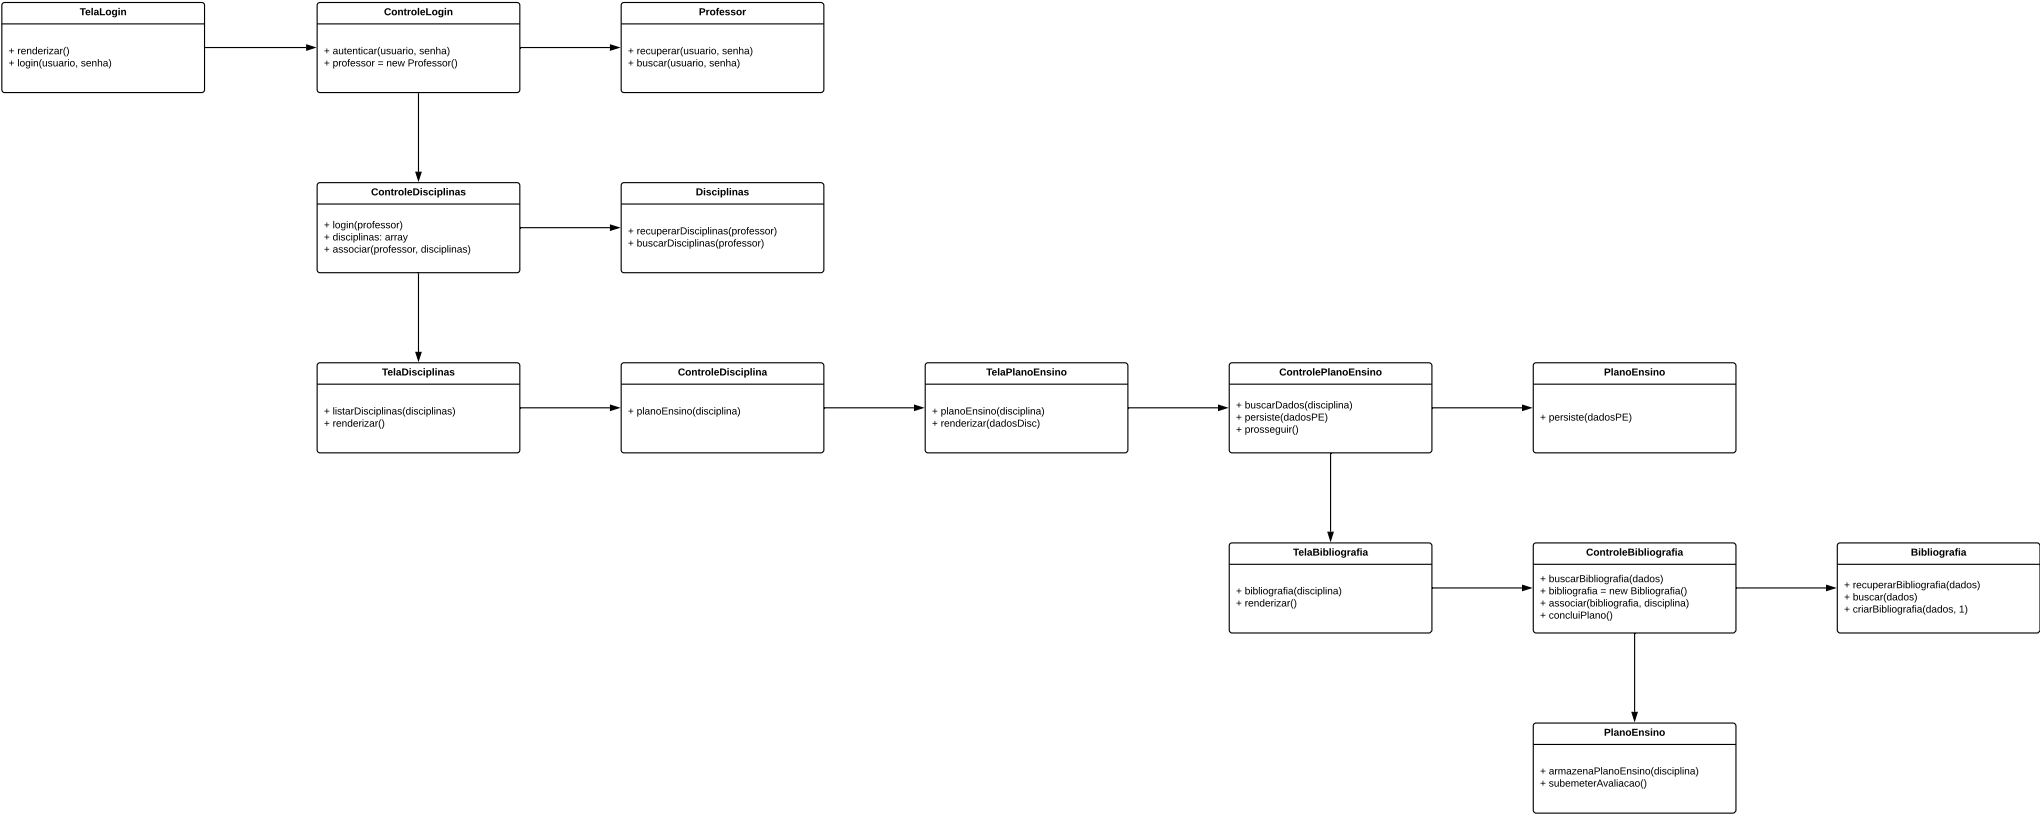 TelaLogin
+ renderizar()
+ login(usuario, senha)
ControleLogin
+ autenticar(usuario, senha)
+ professor = new Professor()
Professor
+ recuperar(usuario, senha)
+ buscar(usuario, senha)
ControleDisciplinas
+ login(professor)
+ disciplinas: array
+ associar(professor, disciplinas)
Disciplinas
+ recuperarDisciplinas(professor)
+ buscarDisciplinas(professor)
TelaDisciplinas
+ listarDisciplinas(disciplinas)
+ renderizar()
ControleDisciplina
+ planoEnsino(disciplina)
TelaPlanoEnsino
+ planoEnsino(disciplina)
+ renderizar(dadosDisc)
ControlePlanoEnsino
+ buscarDados(disciplina)
+ persiste(dadosPE)
+ prosseguir()
PlanoEnsino
+ persiste(dadosPE)
TelaBibliografia
+ bibliografia(disciplina)
+ renderizar()
ControleBibliografia
+ buscarBibliografia(dados)
+ bibliografia = new Bibliografia()
+ associar(bibliografia, disciplina)
+ concluiPlano()
Bibliografia
+ recuperarBibliografia(dados)
+ buscar(dados)
+ criarBibliografia(dados, 1)
PlanoEnsino
+ armazenaPlanoEnsino(disciplina)
+ subemeterAvaliacao()